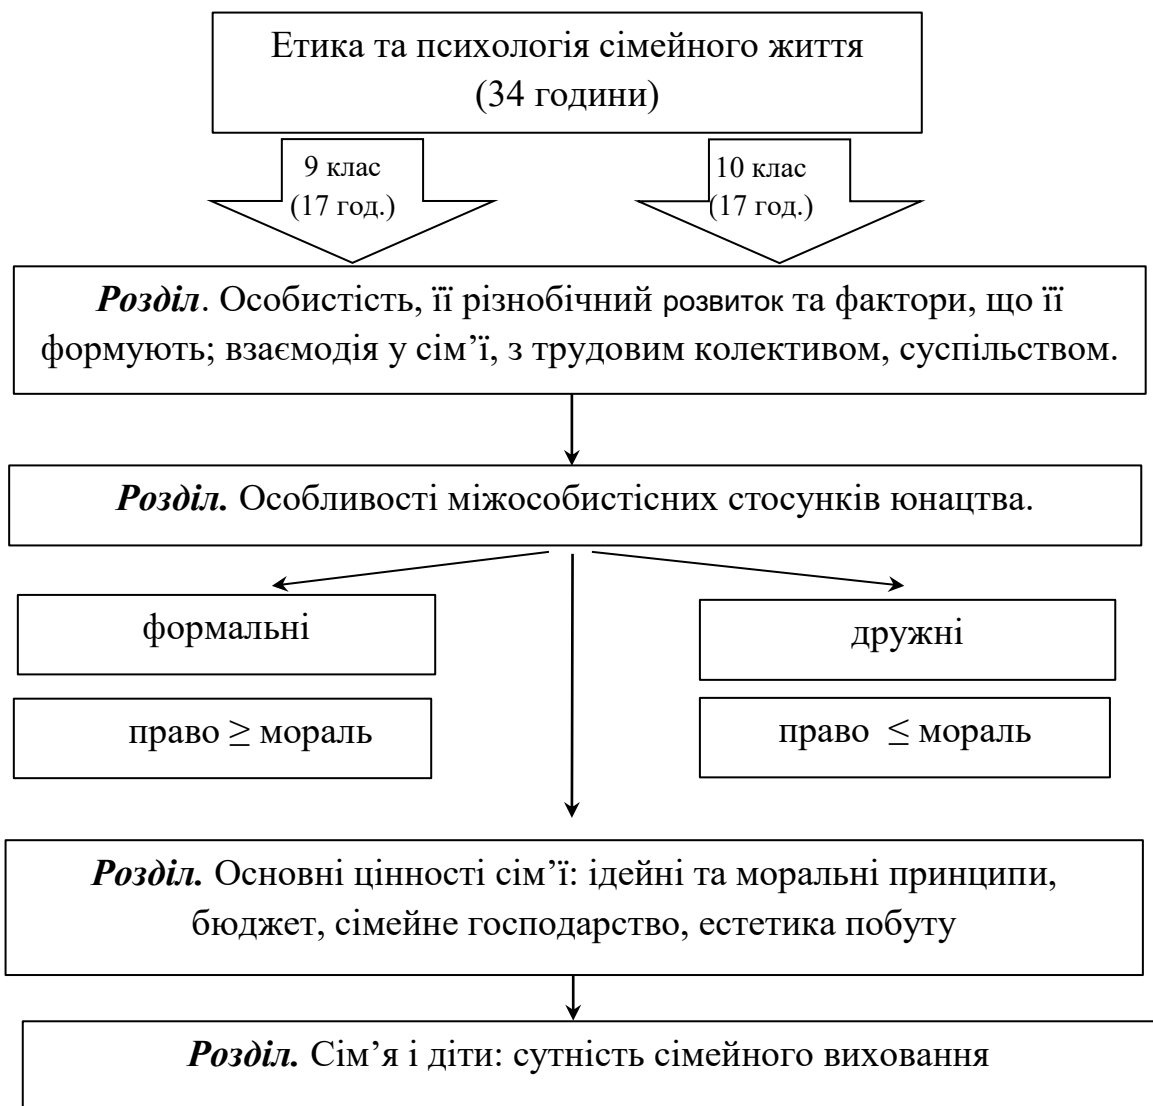 Етика та психологія сімейного життя
(34 години)
9 клас
(17 год.)
10 клас
(17 год.)
Розділ. Особистість, її різнобічний розвиток та фактори, що її
формують; взаємодія у сім’ї, з трудовим колективом, суспільством.
Розділ. Особливості міжособистісних стосунків юнацтва.
формальні
дружні
право ≥ мораль
право ≤ мораль
Розділ. Основні цінності сім’ї: ідейні та моральні принципи,
бюджет, сімейне господарство, естетика побуту
Розділ. Сім’я і діти: сутність сімейного виховання